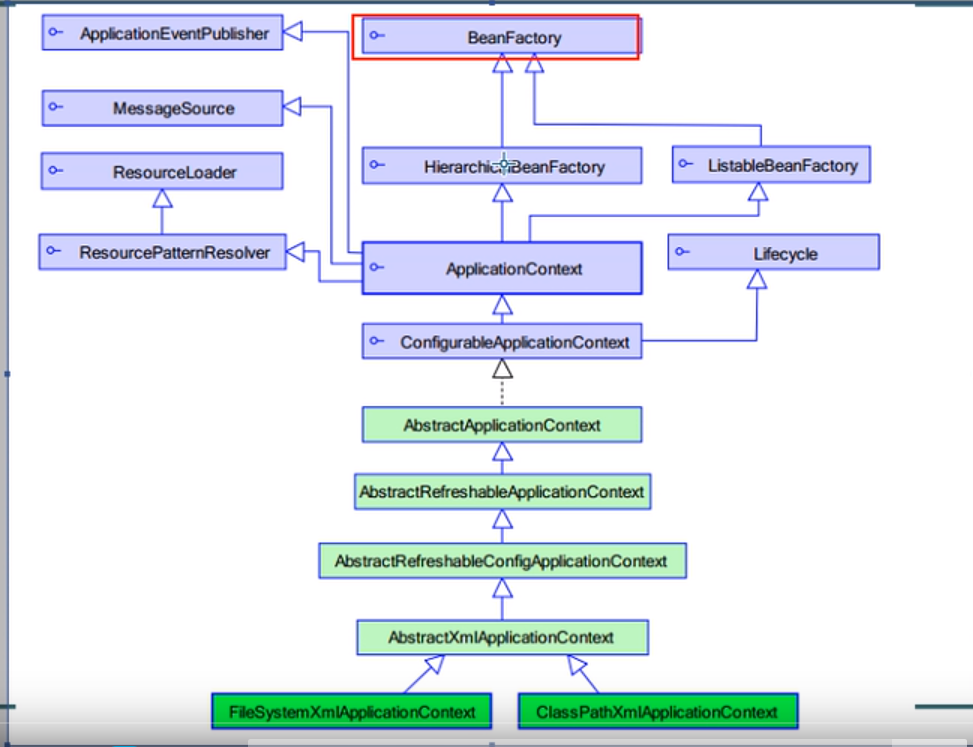 ApplicationEventPublisher
BeanFactory
MessageSource
HierarchicalBeanFactory
ListableBeanFactory
ResourceLoader
ResourcePatternResolver
ApplicationContext
Lifecycle
ConfigurableApplicationContext
AbstractApplicationContext
AbstractRefreshableApplicationContext
AbstractRefreshableConfigApplicationContext
AbstractXmlApplicationContext
FileSystemXmlApplicationContext
ClassPathXmlApplicationContext